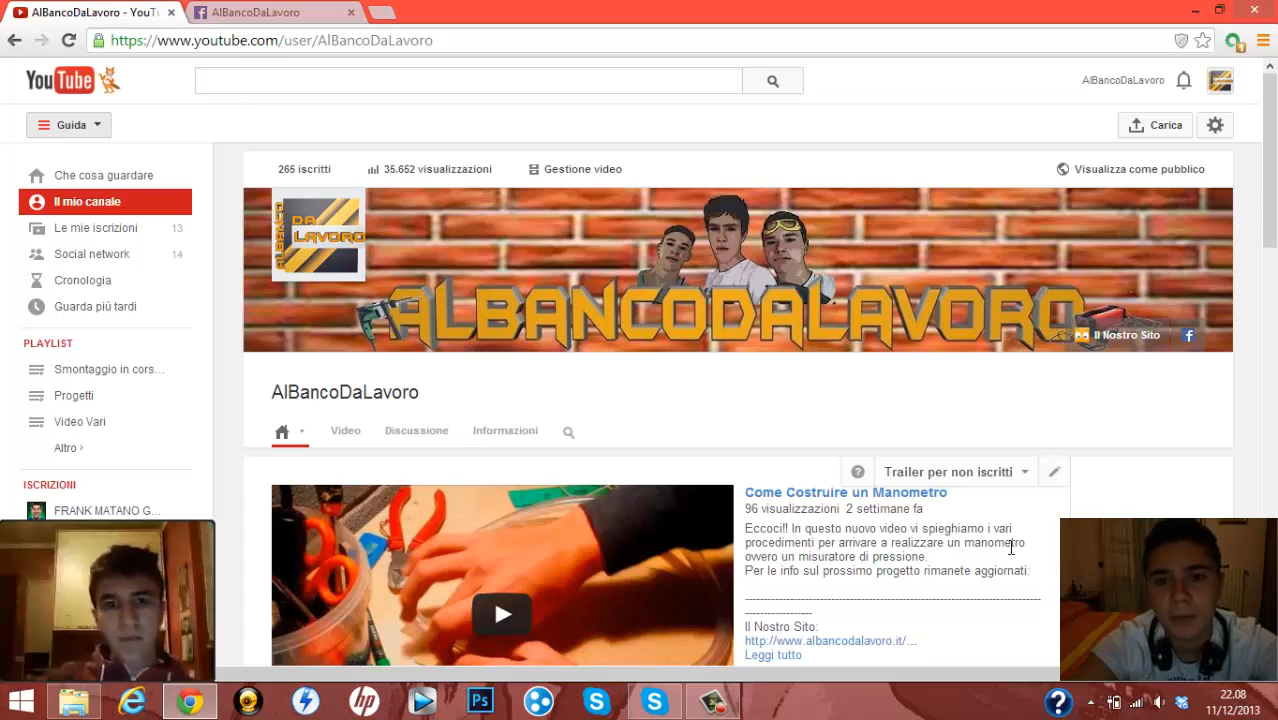 AlBancoDaLavoro - YouTu
AlBancoDaLavoro
https://www.youtube.com/user/AlBancoDaLavoro
YouTube
AlBancoDaLavoro
Guida
Carica
Che cosa guardare
Il mio canale
Le mie iscrizioni 13
Social network 14
Cronologia
Guarda più tardi
PLAYLIST
Smontaggio in cors...
Progetti
Video Vari
Altro ›
ISCRIZIONI
FRANK MATANO G...
265 iscritti
35.652 visualizzazioni
Gestione video
Visualizza come pubblico
ALBANCO
DA
LAVORO
ALBANCODALAVORO
Il Nostro Sito
AlBancoDaLavoro
Video
Discussione
Informazioni
Trailer per non iscritti
Come Costruire un Manometro
96 visualizzazioni 2 settimane fa
Eccoci!! In questo nuovo video vi spieghiamo i vari
procedimenti per arrivare a realizzare un manometro
ovvero un misuratore di pressione.
Per le info sul prossimo progetto rimanete aggiornati:
--------------------------------------------------------------------------
-----------------
Il Nostro Sito:
http://www.albancodalavoro.it/...
Leggi tutto
22.08
11/12/2013